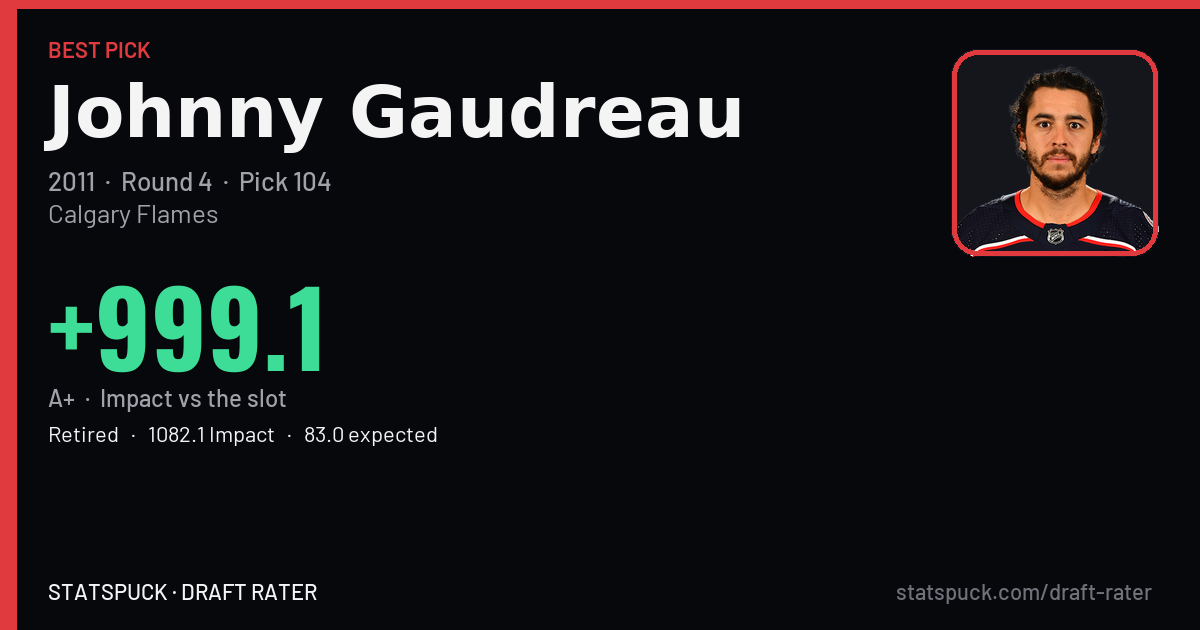 BEST PICK
Johnny Gaudreau
2011 · Round 4 · Pick 104
Calgary Flames
+999.1
A+ · Impact vs the slot
Retired · 1082.1 Impact · 83.0 expected
STATSPUCK · DRAFT RATER
statspuck.com/draft-rater